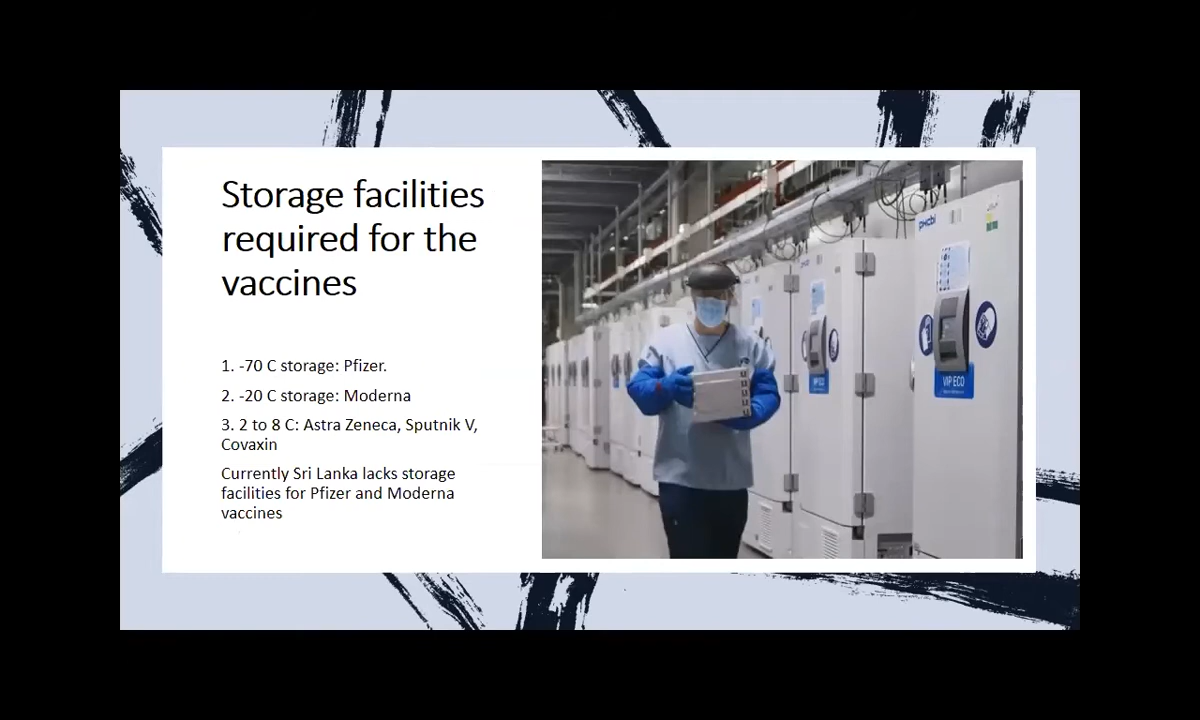 Storage facilities
required for the
vaccines
1. -70 C storage: Pfizer.
2. -20 C storage: Moderna
3. 2 to 8 C: Astra Zeneca, Sputnik V,
Covaxin
Currently Sri Lanka lacks storage
facilities for Pfizer and Moderna
vaccines
PHCbi
VIP ECO